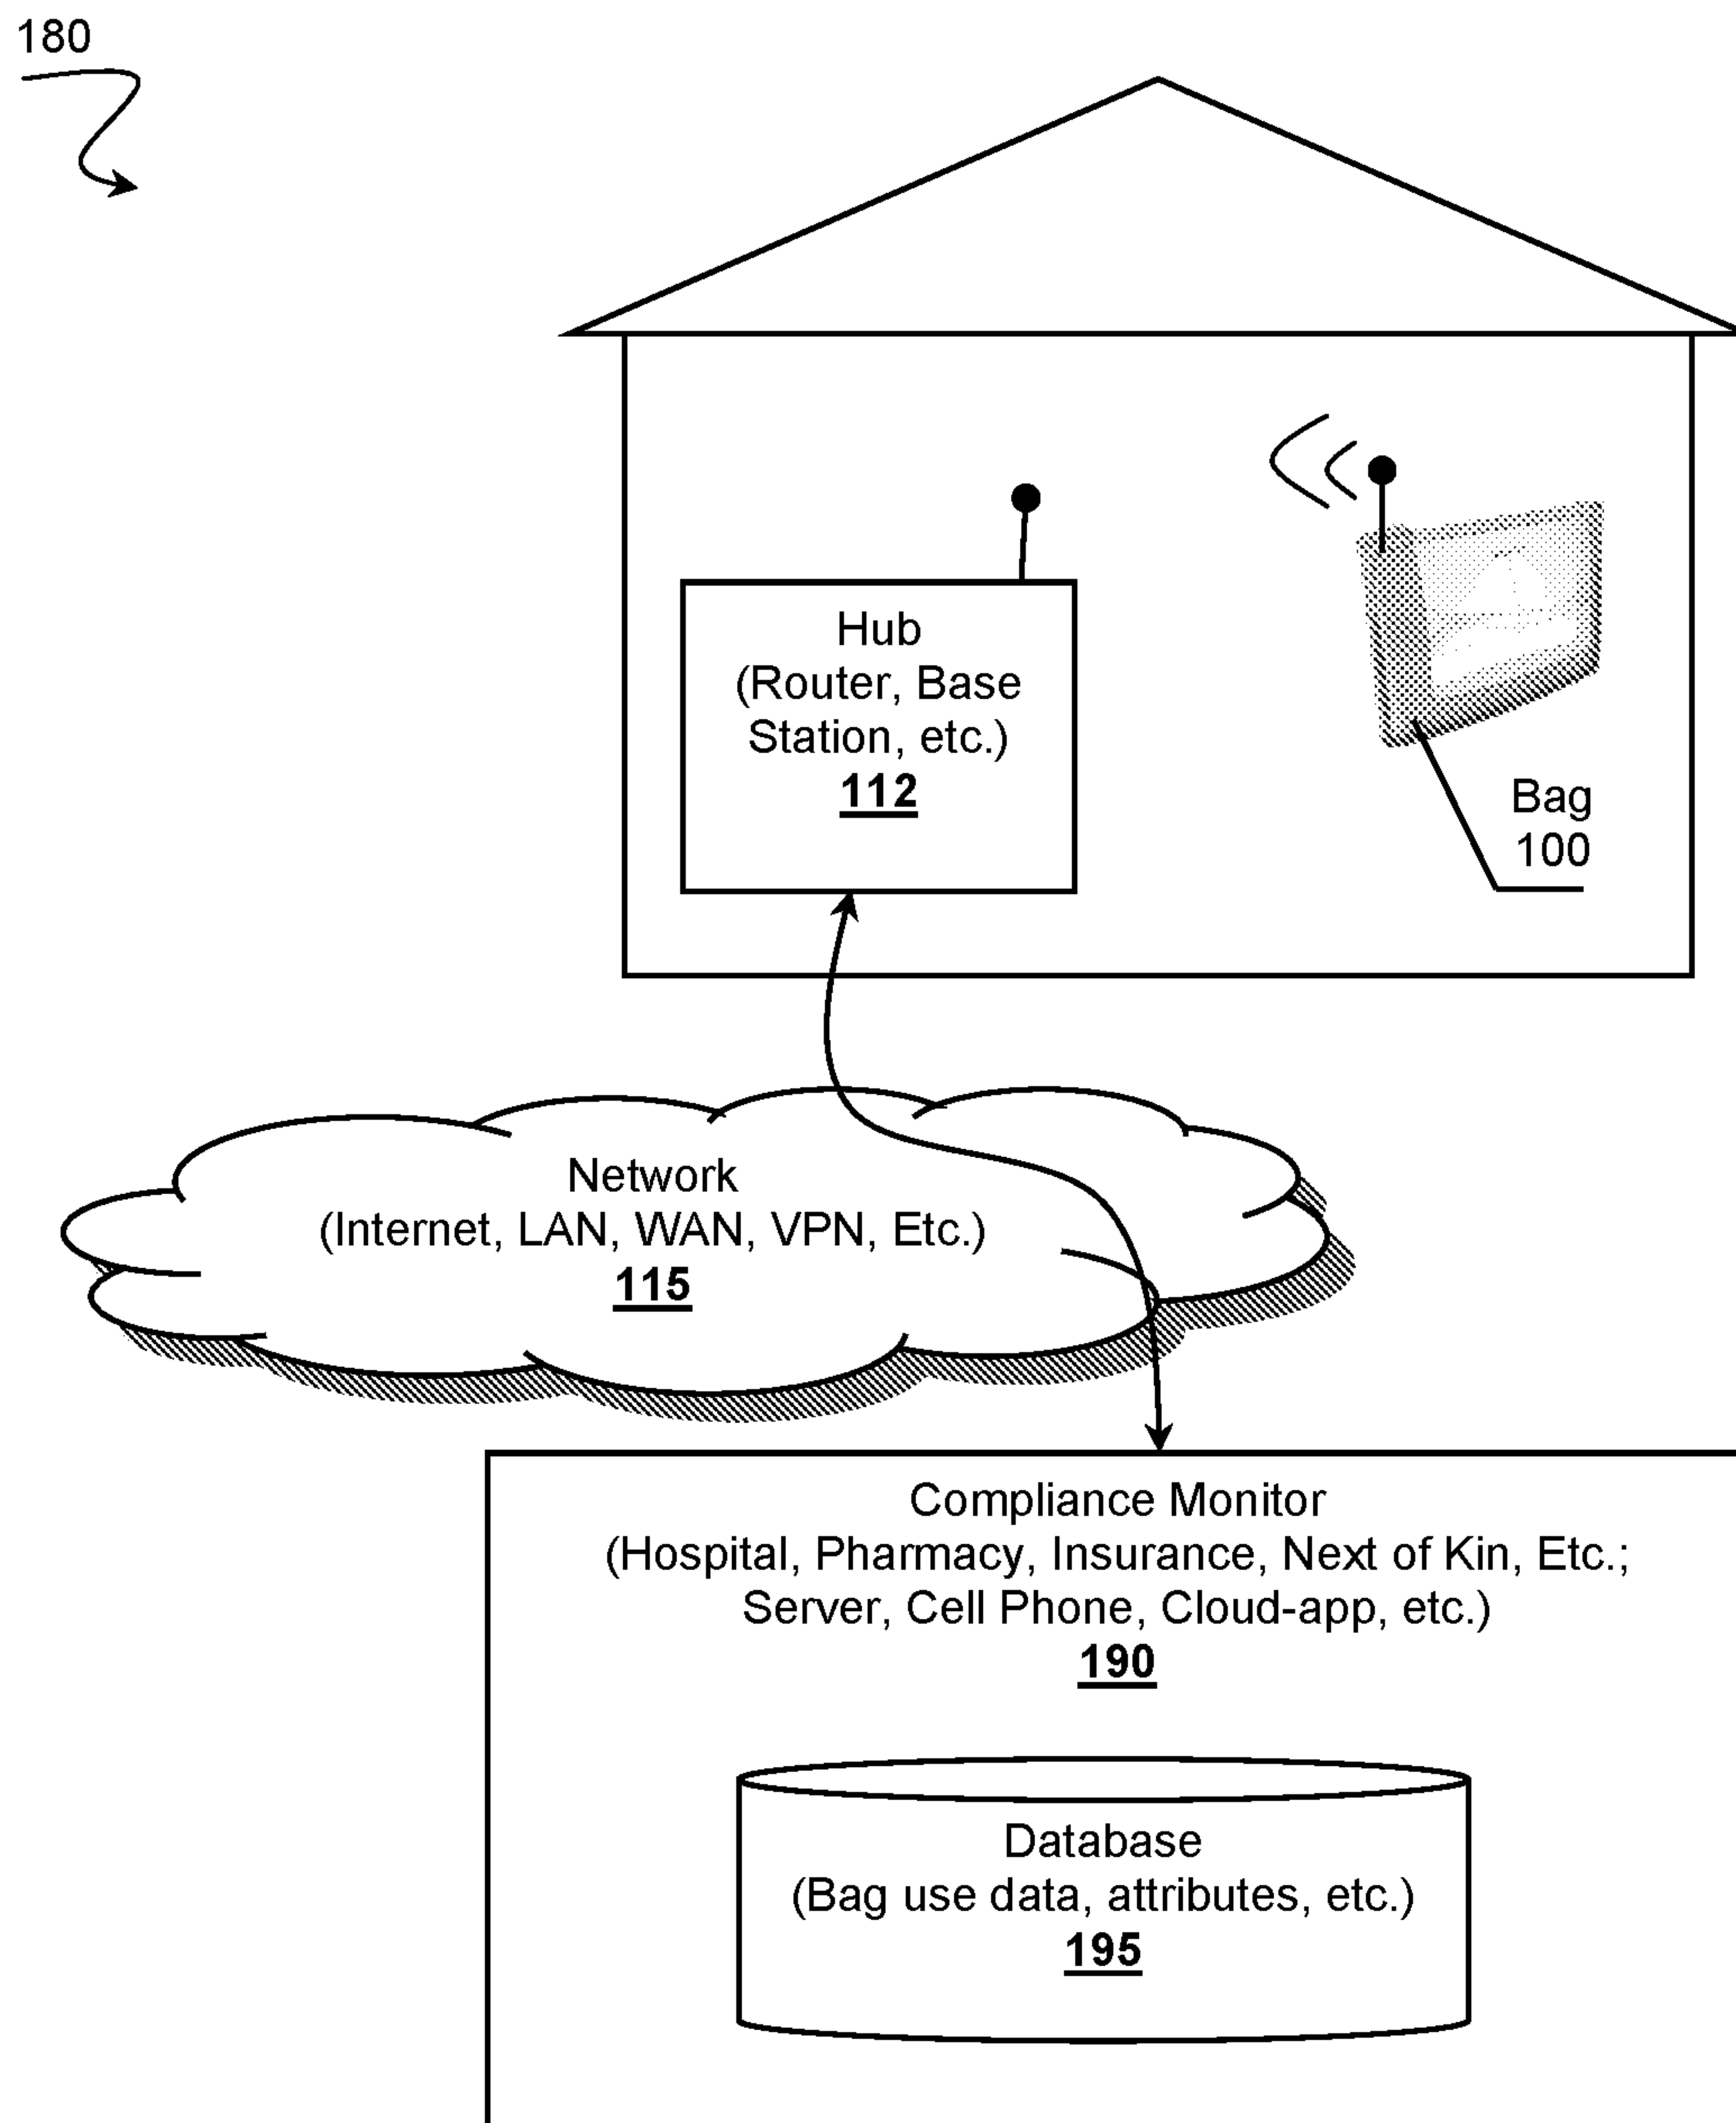 180
Hub
(Router, Base
Station, etc.)
112
Bag
100
Network
(Internet, LAN, WAN, VPN, Etc.)
115
Compliance Monitor
(Hospital, Pharmacy, Insurance, Next of Kin, Etc.;
Server, Cell Phone, Cloud-app, etc.)
190
Database
(Bag use data, attributes, etc.)
195